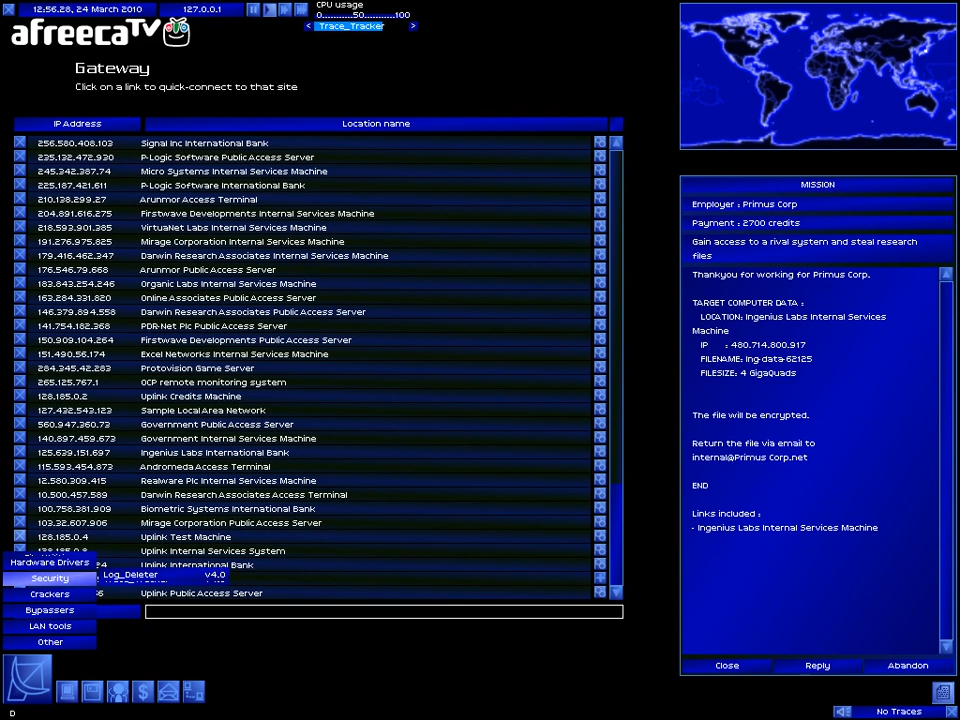 12:56.28, 24 March 2010
127.0.0.1
CPU usage
0..........50........100
< Trace_Tracker >
afreecaTV
Gateway
Click on a link to quick-connect to that site
IP Address Location name
256.580.408.103 Signal Inc International Bank
235.132.472.930 P-Logic Software Public Access Server
245.342.387.74 Micro Systems International Services Machine
225.187.421.611 P-Logic Software International Bank
210.138.299.27 Arunmor Access Terminal
204.891.616.275 Firstwave Developments Internal Services Machine
218.593.901.385 VirtuaNet Labs Internal Services Machine
191.276.975.825 Mirage Corporation Internal Services Machine
179.416.462.347 Darwin Research Associates Internal Services Machine
176.546.79.668 Arunmor Public Access Server
183.843.254.246 Organic Labs Internal Services Machine
163.284.331.820 Online Associates Public Access Server
146.379.894.558 Darwin Research Associates Public Access Server
141.754.182.368 PDR-Net Plc Public Access Server
150.909.104.264 Firstwave Developments Public Access Server
151.490.56.174 Excel Networks Internal Services Machine
284.345.42.283 Protovision Game Server
265.125.767.1 OCP remote monitoring system
128.185.0.2 Uplink Credits Machine
127.432.543.123 Sample Local Area Network
560.947.360.73 Government Public Access Server
140.897.459.673 Government Internal Services Machine
125.639.151.697 Ingenius Labs International Bank
115.593.454.873 Andromeda Access Terminal
12.580.309.415 Realware Plc Internal Services Machine
10.500.457.589 Darwin Research Associates Access Terminal
100.758.381.909 Biometric Systems International Bank
103.32.607.906 Mirage Corporation Public Access Server
128.185.0.4 Uplink Test Machine
128.185.0.8 Uplink Internal Services System
Uplink International Bank
Uplink Public Access Server
Hardware Drivers
Security
Log_Deleter v4.0
Crackers
Bypassers
LAN tools
Other
D
MISSION
Employer : Primus Corp
Payment : 2700 credits
Gain access to a rival system and steal research
files
Thankyou for working for Primus Corp.
TARGET COMPUTER DATA :
LOCATION: Ingenius Labs Internal Services
Machine
IP : 480.714.800.917
FILENAME: Ing-data-62125
FILESIZE: 4 GigaQuads
The file will be encrypted.
Return the file via email to
internal@Primus Corp.net
END
Links included :
- Ingenius Labs Internal Services Machine
Close Reply Abandon
No Traces